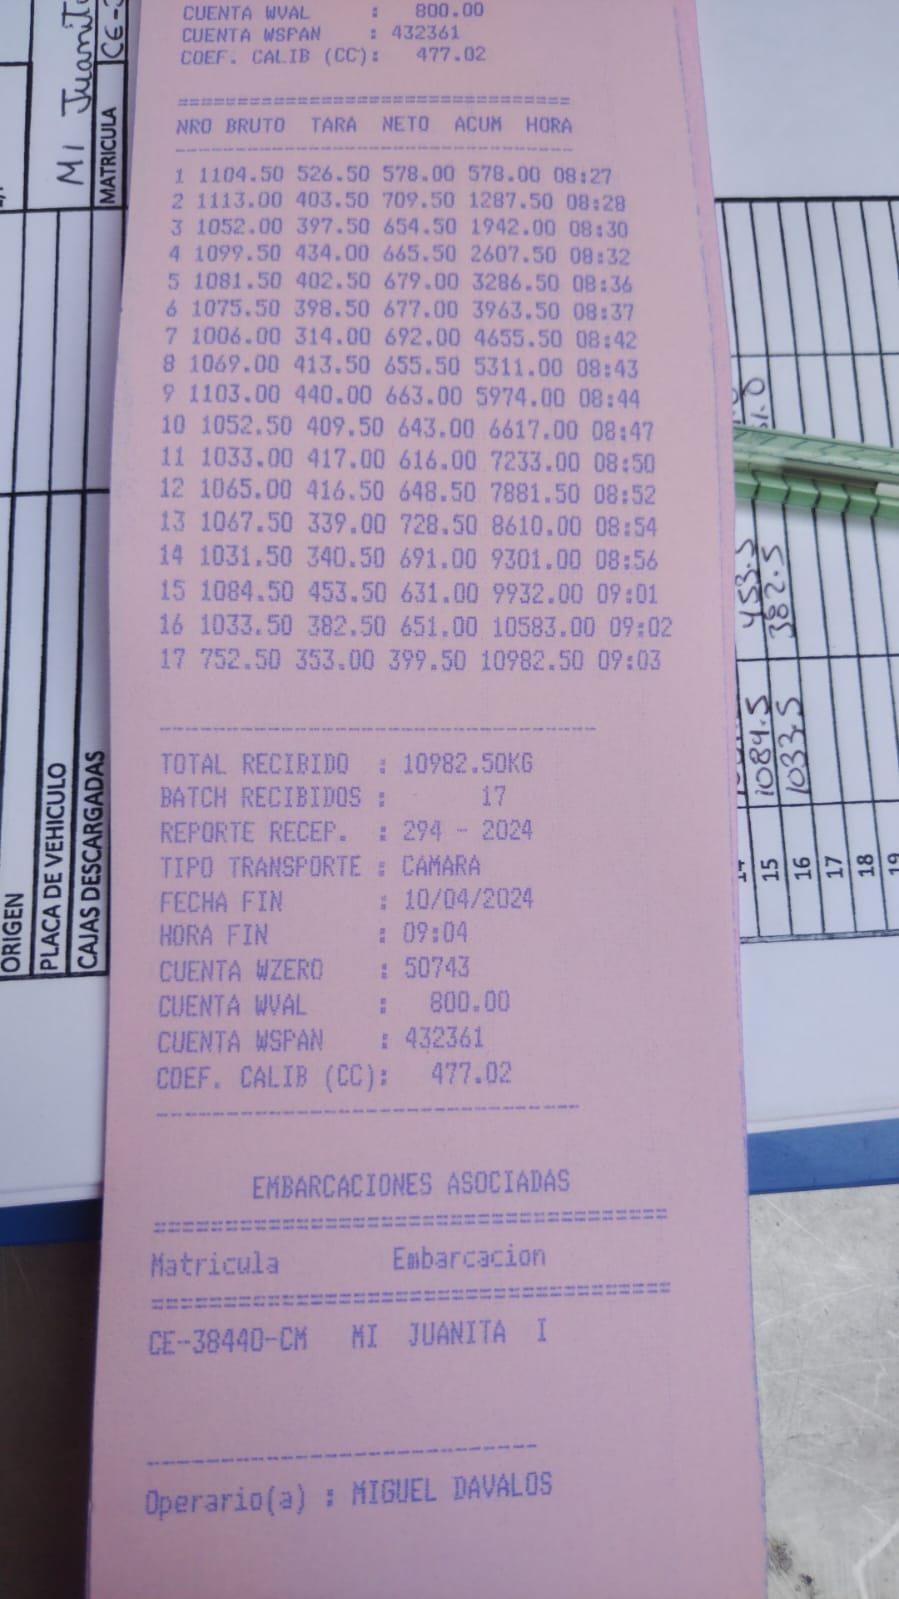 CUENTA WVAL : 800.00
CUENTA WSPAN : 432361
COEF. CALIB (CC): 477.02
=================================
NRO BRUTO TARA NETO ACUM HORA
---------------------------------
1 1104.50 526.50 578.00 578.00 08:27
2 1113.00 403.50 709.50 1287.50 08:28
3 1052.00 397.50 654.50 1942.00 08:30
4 1099.50 434.00 665.50 2607.50 08:32
5 1081.50 402.50 679.00 3286.50 08:36
6 1075.50 398.50 677.00 3963.50 08:37
7 1006.00 314.00 692.00 4655.50 08:42
8 1069.00 413.50 655.50 5311.00 08:43
9 1103.00 440.00 663.00 5974.00 08:44
10 1052.50 409.50 643.00 6617.00 08:47
11 1033.00 417.00 616.00 7233.00 08:50
12 1065.00 416.50 648.50 7881.50 08:52
13 1067.50 339.00 728.50 8610.00 08:54
14 1031.50 340.50 691.00 9301.00 08:56
15 1084.50 453.50 631.00 9932.00 09:01
16 1033.50 382.50 651.00 10583.00 09:02
17 752.50 353.00 399.50 10982.50 09:03
---------------------------------
TOTAL RECIBIDO : 10982.50KG
BATCH RECIBIDOS : 17
REPORTE RECEP. : 294 - 2024
TIPO TRANSPORTE : CAMARA
FECHA FIN : 10/04/2024
HORA FIN : 09:04
CUENTA WZERO : 50743
CUENTA WVAL : 800.00
CUENTA WSPAN : 432361
COEF. CALIB (CC): 477.02
---------------------------------
EMBARCACIONES ASOCIADAS
=================================
Matricula Embarcacion
=================================
CE-38440-CM MI JUANITA I
---------------------------------
Operario(a) : MIGUEL DAVALOS
MI Juanita
MATRICULA CE-
ORIGEN
PLACA DE VEHICULO
CAJAS DESCARGADAS
14
15 1084.5 453.5
16 1033.5 382.5
17
18
19